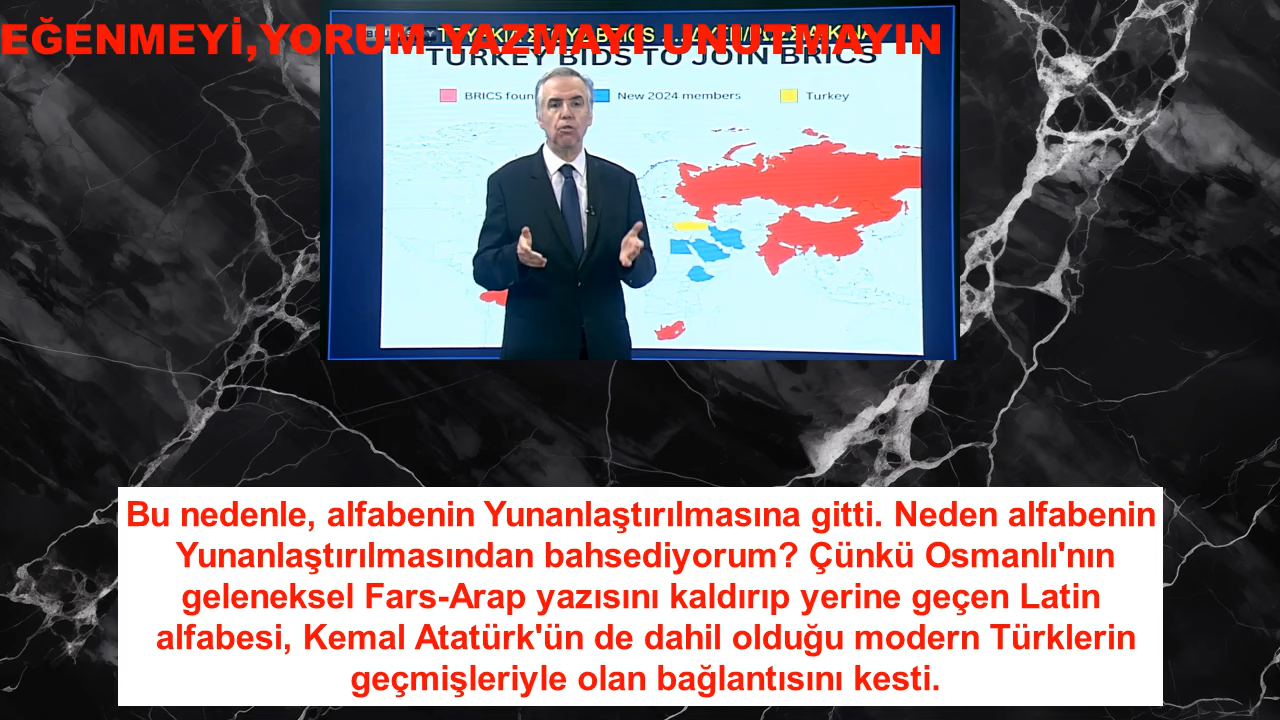 EĞENMEYİ,YORUM YAZMAYI UNUTMAYIN
TURKEY BIDS TO JOIN BRICS
BRICS foun
New 2024 members
Turkey
Bu nedenle, alfabenin Yunanlaştırılmasına gitti. Neden alfabenin
Yunanlaştırılmasından bahsediyorum? Çünkü Osmanlı'nın
geleneksel Fars-Arap yazısını kaldırıp yerine geçen Latin
alfabesi, Kemal Atatürk'ün de dahil olduğu modern Türklerin
geçmişleriyle olan bağlantısını kesti.